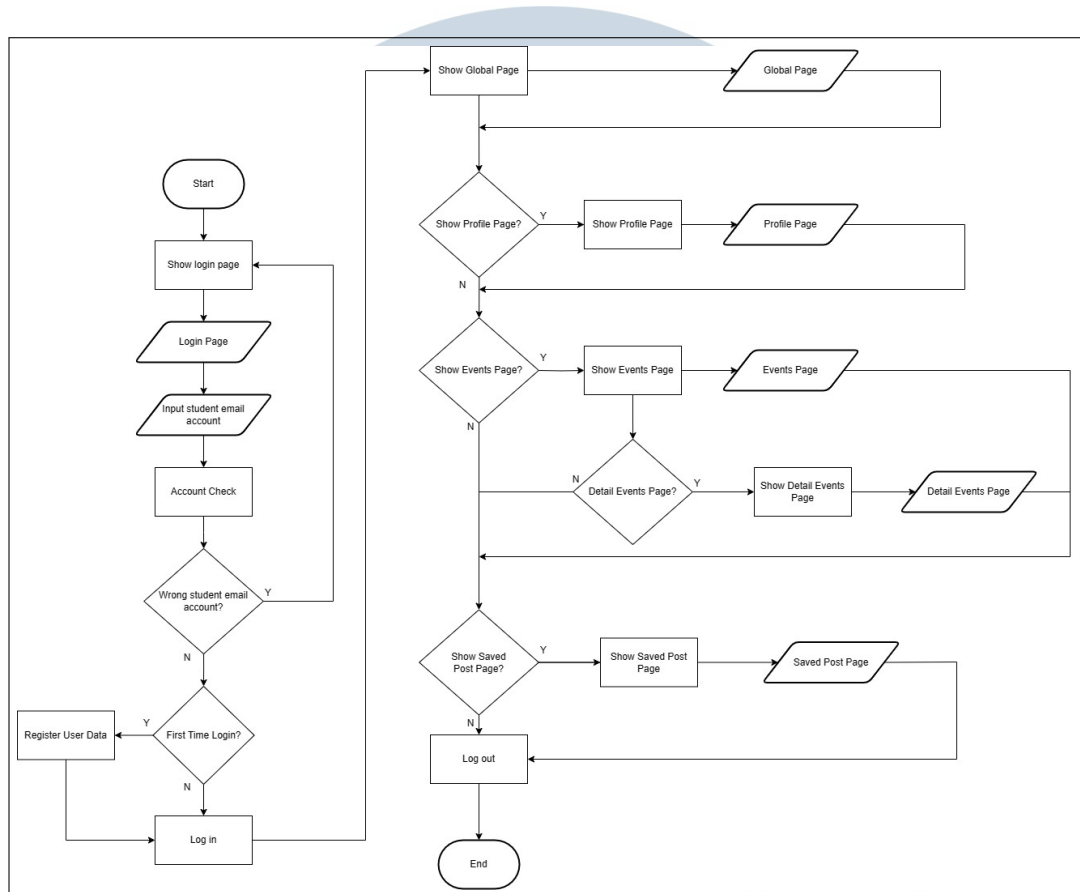 Start
Show login page
Login Page
Input student email
account
Account Check
Wrong student email
account?
Y
N
First Time Login?
Y
Register User Data
N
Log in
Show Global Page
Global Page
Show Profile Page?
Y
Show Profile Page
Profile Page
N
Show Events Page?
Y
Show Events Page
Events Page
N
Detail Events Page?
N
Y
Show Detail Events
Page
Detail Events Page
Show Saved
Post Page?
Y
Show Saved Post
Page
Saved Post Page
N
Log out
End